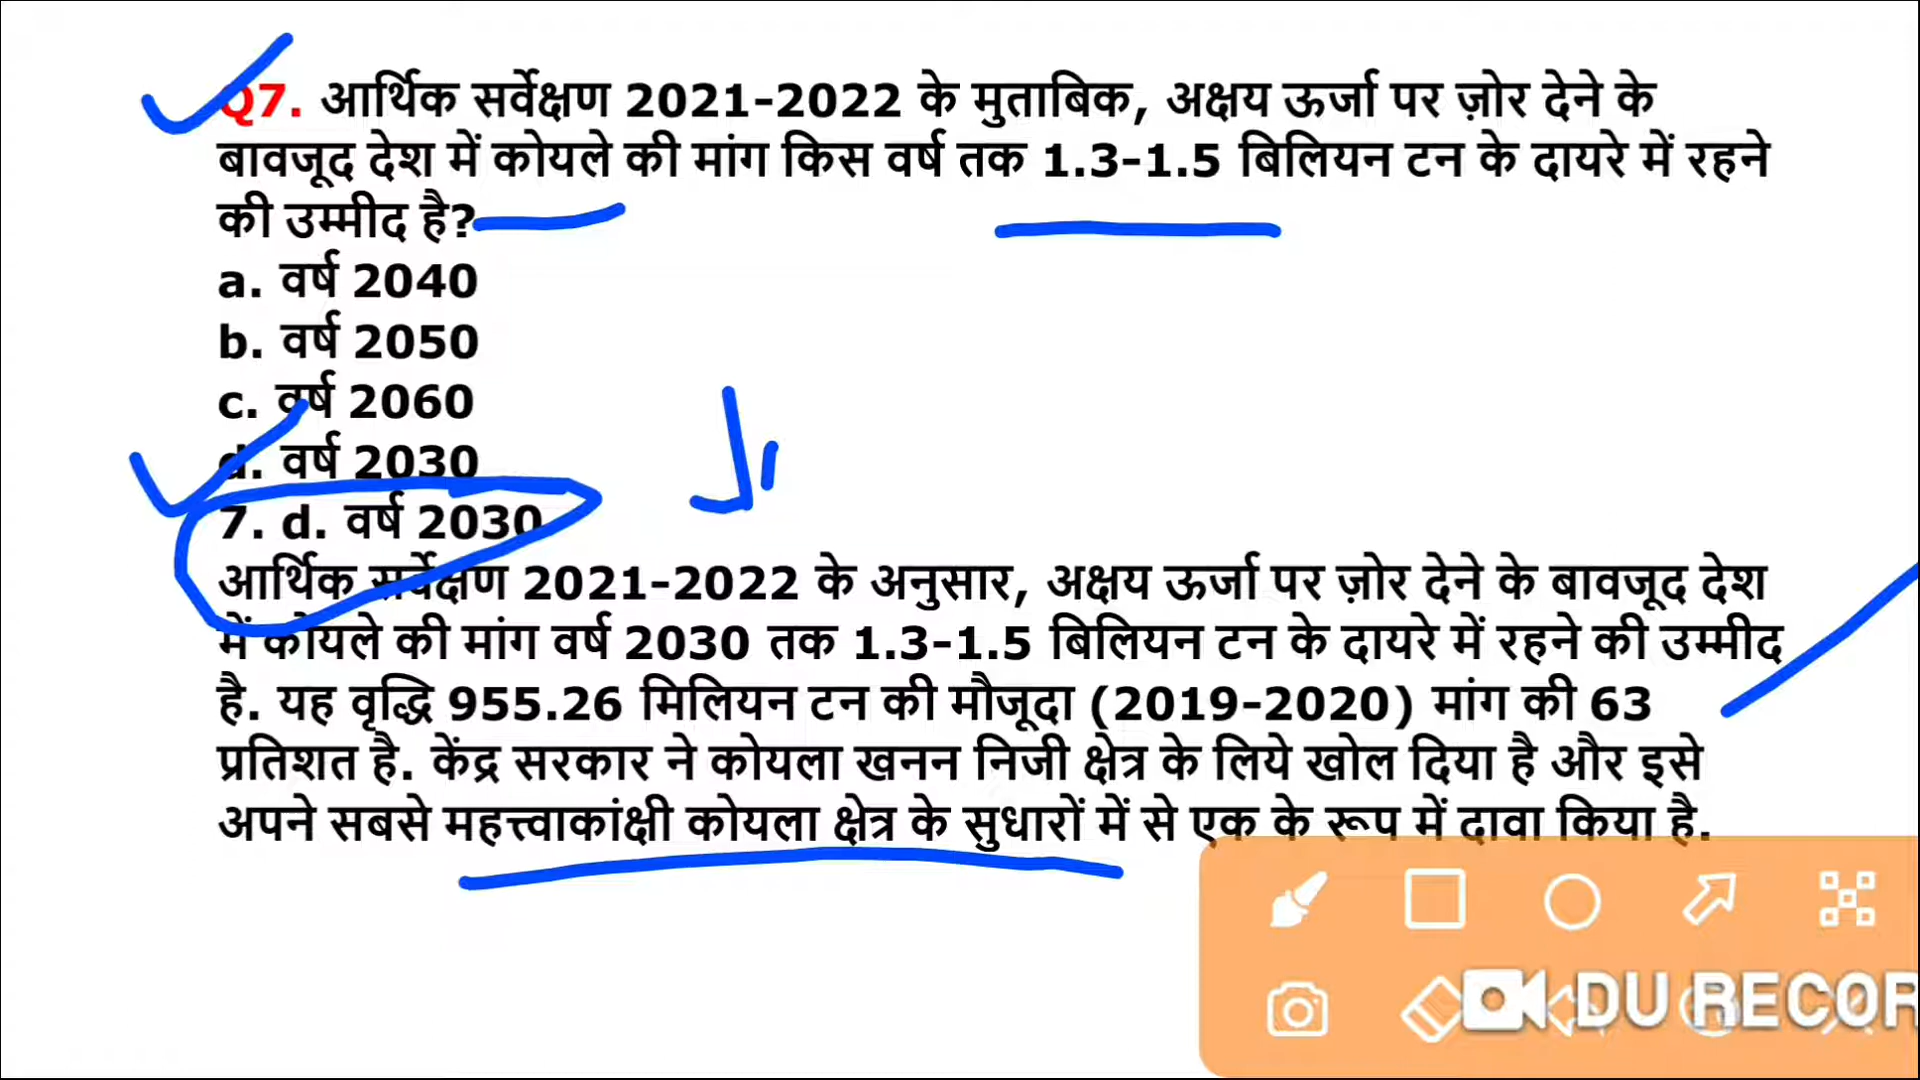 Q7. आर्थिक सर्वेक्षण 2021-2022 के मुताबिक, अक्षय ऊर्जा पर ज़ोर देने के
बावजूद देश में कोयले की मांग किस वर्ष तक 1.3-1.5 बिलियन टन के दायरे में रहने
की उम्मीद है?
a. वर्ष 2040
b. वर्ष 2050
c. वर्ष 2060
d. वर्ष 2030
7. d. वर्ष 2030
आर्थिक सर्वेक्षण 2021-2022 के अनुसार, अक्षय ऊर्जा पर ज़ोर देने के बावजूद देश
में कोयले की मांग वर्ष 2030 तक 1.3-1.5 बिलियन टन के दायरे में रहने की उम्मीद
है. यह वृद्धि 955.26 मिलियन टन की मौजूदा (2019-2020) मांग की 63
प्रतिशत है. केंद्र सरकार ने कोयला खनन निजी क्षेत्र के लिये खोल दिया है और इसे
अपने सबसे महत्त्वाकांक्षी कोयला क्षेत्र के सुधारों में से एक के रूप में दावा किया है.
DU RECOR